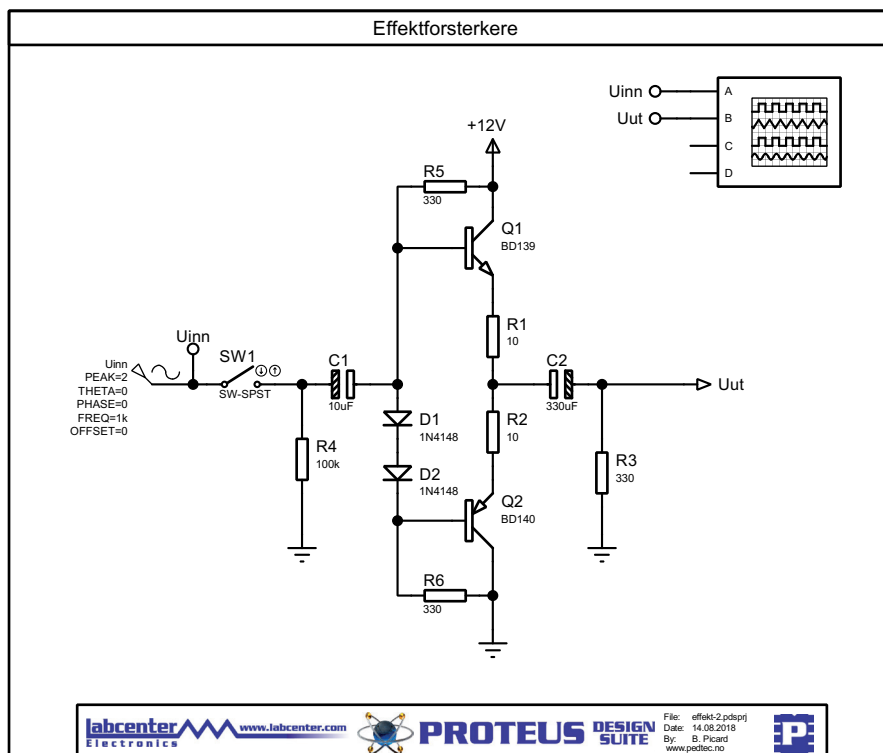 Effektforsterkere
Uinn
A
Uut
B
C
D
+12V
R5
330
Q1
BD139
R1
10
Uinn
Uinn
PEAK=2
THETA=0
PHASE=0
FREQ=1k
OFFSET=0
SW1
SW-SPST
C1
10uF
C2
330uF
Uut
D1
1N4148
R2
10
R4
100k
R3
330
D2
1N4148
Q2
BD140
R6
330
labcenter www.labcenter.com
Electronics
PROTEUS DESIGN SUITE
File: effekt-2.pdsprj
Date: 14.08.2018
By: B. Picard
www.pedtec.no
P